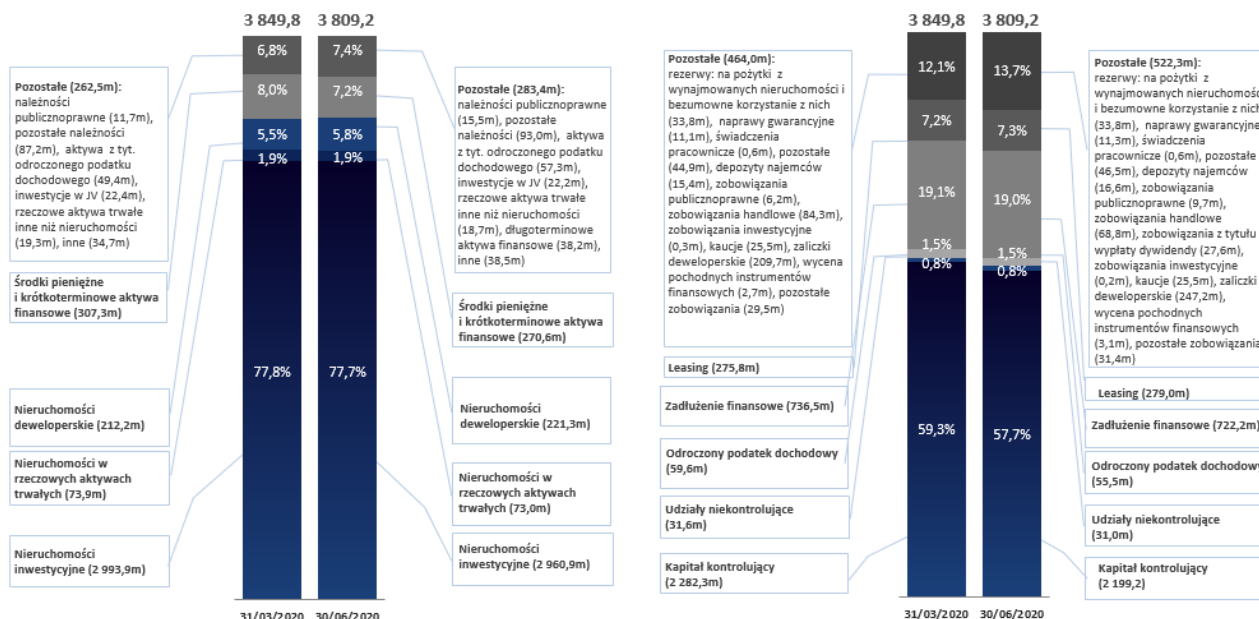 3 849,8 3 809,2
6,8% 7,4%
8,0% 7,2%
5,5% 5,8%
1,9% 1,9%
77,8% 77,7%
31/03/2020 30/06/2020
Pozostałe (262,5m):
należności
publicznoprawne (11,7m),
pozostałe należności
(87,2m), aktywa z tyt.
odroczonego podatku
dochodowego (49,4m),
inwestycje w JV (22,4m),
rzeczowe aktywa trwałe
inne niż nieruchomości
(19,3m), inne (34,7m)
Środki pieniężne
i krótkoterminowe aktywa
finansowe (307,3m)
Nieruchomości
deweloperskie (212,2m)
Nieruchomości w
rzeczowych aktywach
trwałych (73,9m)
Nieruchomości
inwestycyjne (2 993,9m)
Pozostałe (283,4m):
należności publicznoprawne
(15,5m), pozostałe
należności (93,0m), aktywa
z tyt. odroczonego podatku
dochodowego (57,3m),
inwestycje w JV (22,2m),
rzeczowe aktywa trwałe
inne niż nieruchomości
(18,7m), długoterminowe
aktywa finansowe (38,2m),
inne (38,5m)
Środki pieniężne
i krótkoterminowe aktywa
finansowe (270,6m)
Nieruchomości
deweloperskie (221,3m)
Nieruchomości w
rzeczowych aktywach
trwałych (73,0m)
Nieruchomości
inwestycyjne (2 960,9m)
3 849,8 3 809,2
12,1% 13,7%
7,2% 7,3%
19,1% 19,0%
1,5% 1,5%
0,8% 0,8%
59,3% 57,7%
31/03/2020 30/06/2020
Pozostałe (464,0m):
rezerwy: na pożytki z
wynajmowanych nieruchomości i
bezumowne korzystanie z nich
(33,8m), naprawy gwarancyjne
(11,1m), świadczenia
pracownicze (0,6m), pozostałe
(44,9m), depozyty najemców
(15,4m), zobowiązania
publicznoprawne (6,2m),
zobowiązania handlowe (84,3m),
zobowiązania inwestycyjne
(0,3m), kaucje (25,5m), zaliczki
deweloperskie (209,7m), wycena
pochodnych instrumentów
finansowych (2,7m), pozostałe
zobowiązania (29,5m)
Leasing (275,8m)
Zadłużenie finansowe (736,5m)
Odroczony podatek dochodowy
(59,6m)
Udziały niekontrolujące
(31,6m)
Kapitał kontrolujący
(2 282,3m)
Pozostałe (522,3m):
rezerwy: na pożytki z
wynajmowanych nieruchomośc
i bezumowne korzystanie z nich
(33,8m), naprawy gwarancyjne
(11,3m), świadczenia
pracownicze (0,6m), pozostałe
(46,5m), depozyty najemców
(16,6m), zobowiązania
publicznoprawne (9,7m),
zobowiązania handlowe
(68,8m), zobowiązania z tytułu
wypłaty dywidendy (27,6m),
zobowiązania inwestycyjne
(0,2m), kaucje (25,5m), zaliczki
deweloperskie (247,2m),
wycena pochodnych
instrumentów finansowych
(3,1m), pozostałe zobowiązania
(31,4m)
Leasing (279,0m)
Zadłużenie finansowe (722,2m)
Odroczony podatek dochodowy
(55,5m)
Udziały niekontrolujące
(31,0m)
Kapitał kontrolujący
(2 199,2)